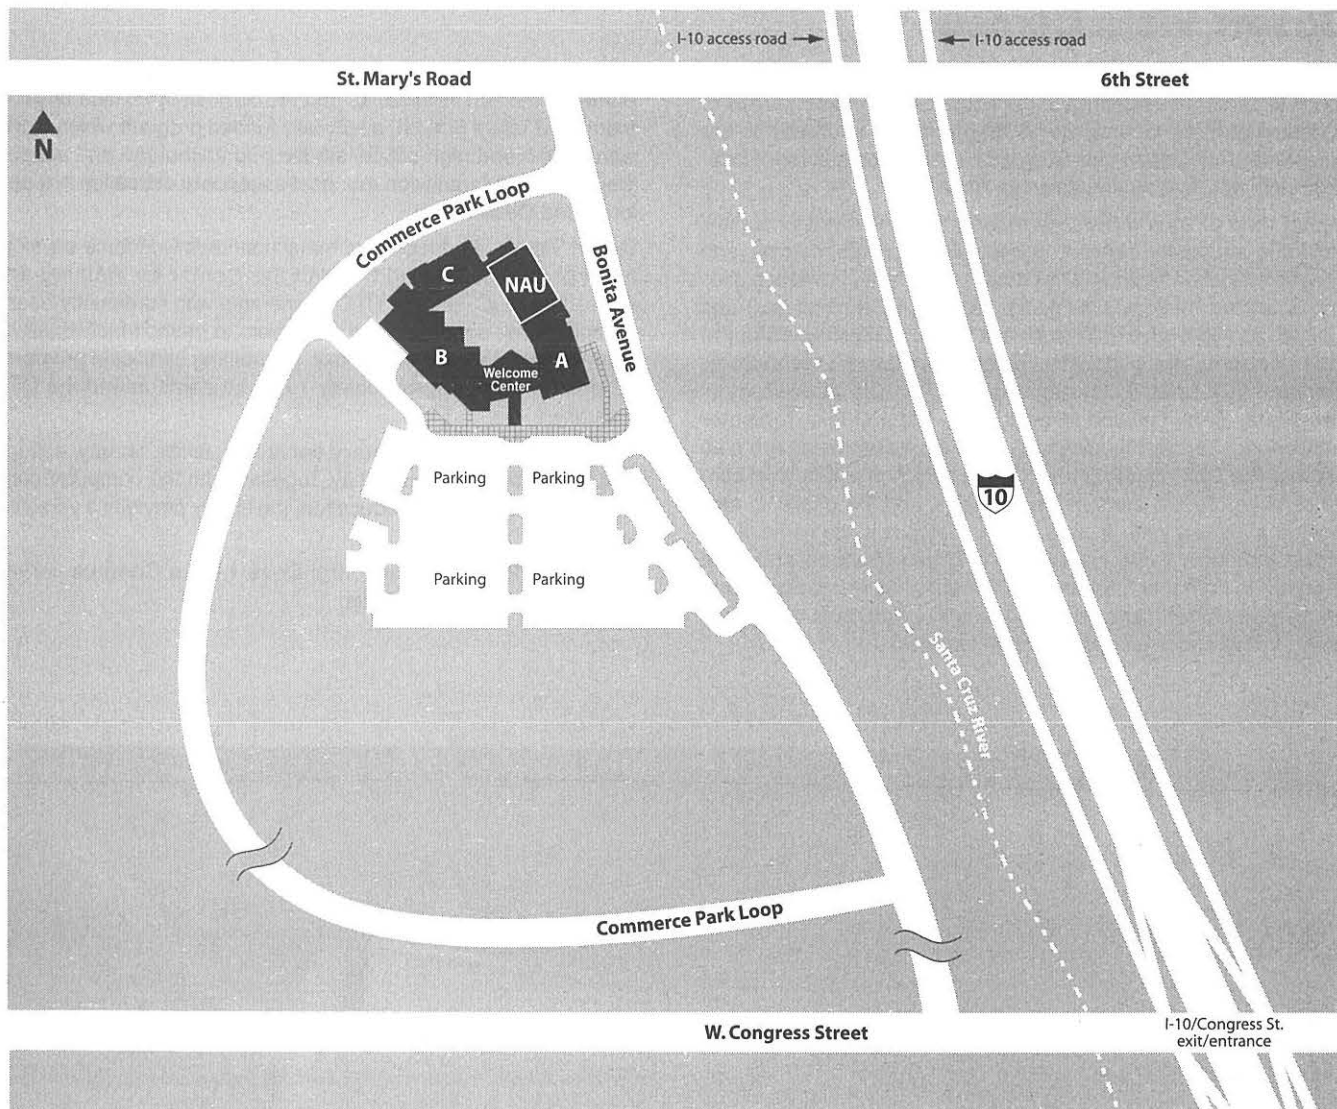 I-10 access road
I-10 access road
St. Mary's Road
6th Street
N
Commerce Park Loop
Bonita Avenue
C
NAU
B
A
Welcome
Center
Parking
Parking
10
Parking
Parking
Santa Cruz River
Commerce Park Loop
W. Congress Street
I-10/Congress St.
exit/entrance